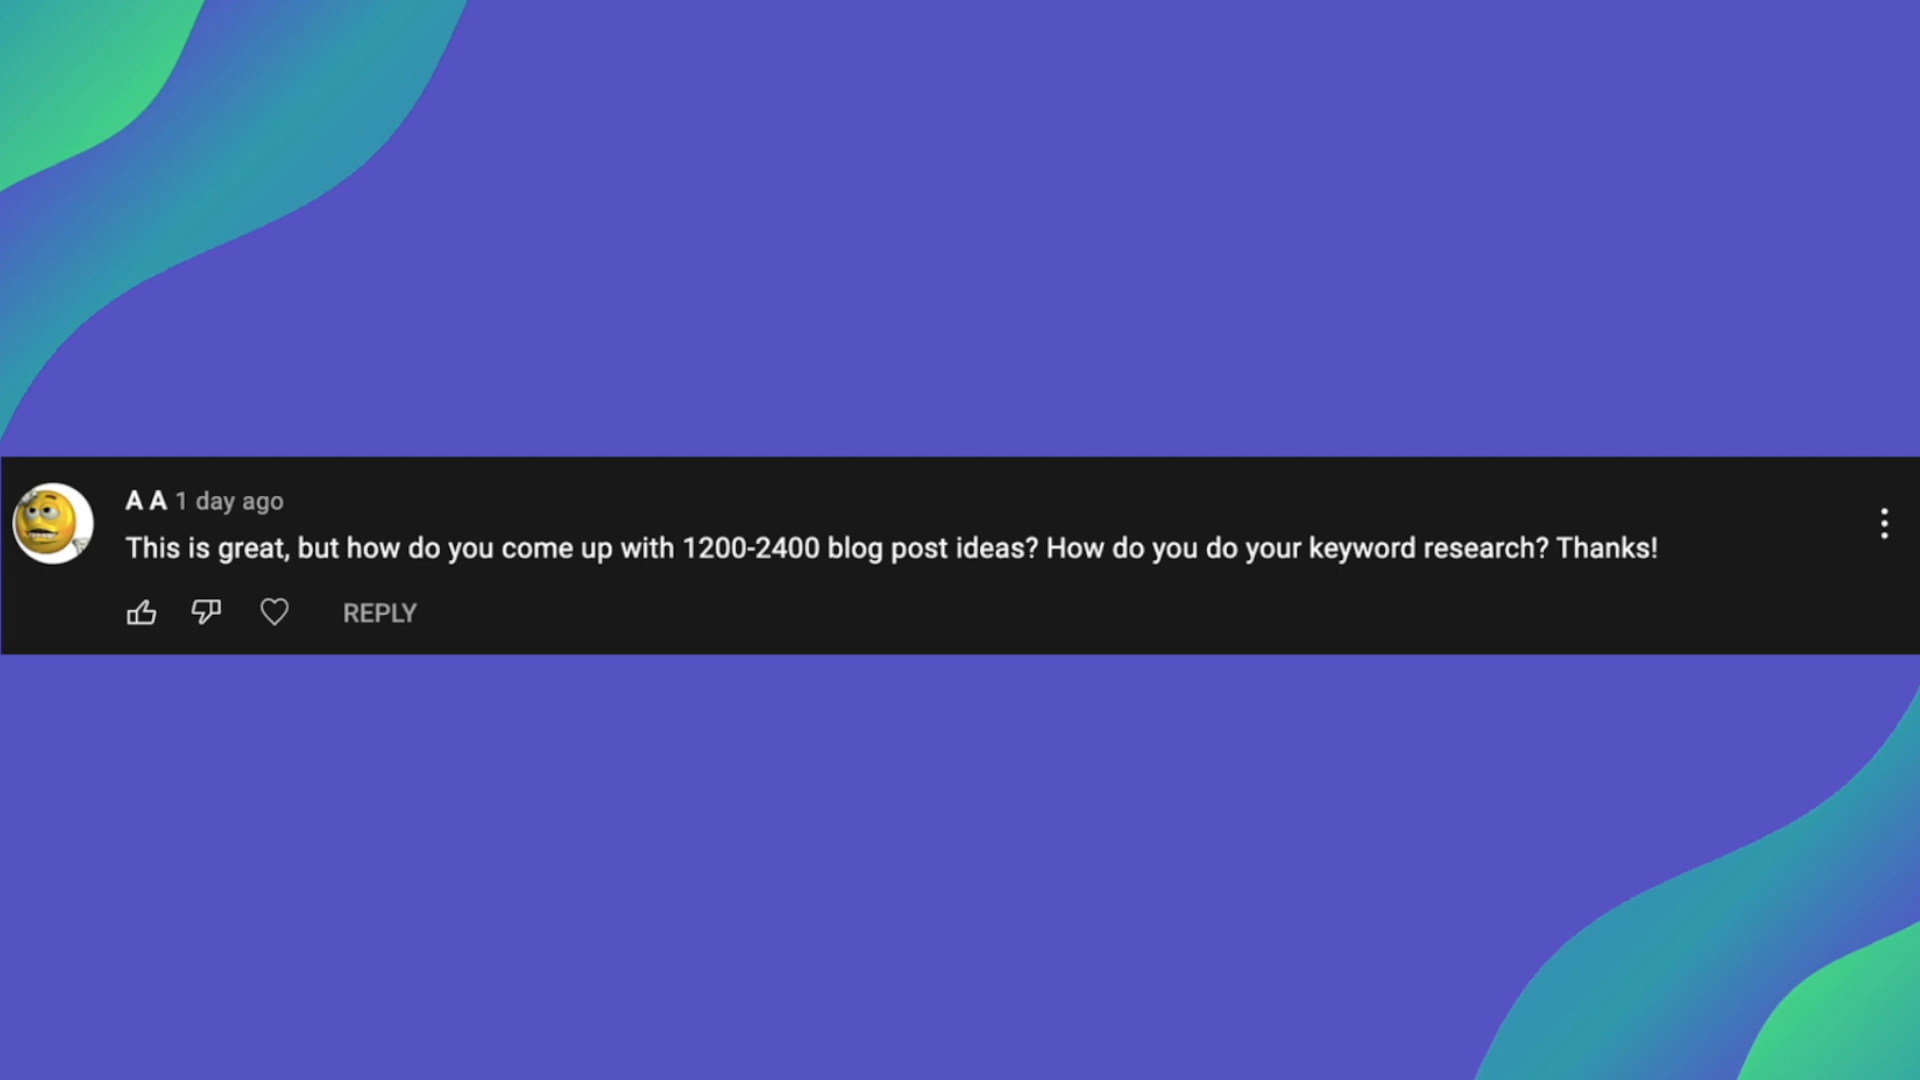 A A 1 day ago
This is great, but how do you come up with 1200-2400 blog post ideas? How do you do your keyword research? Thanks!
REPLY